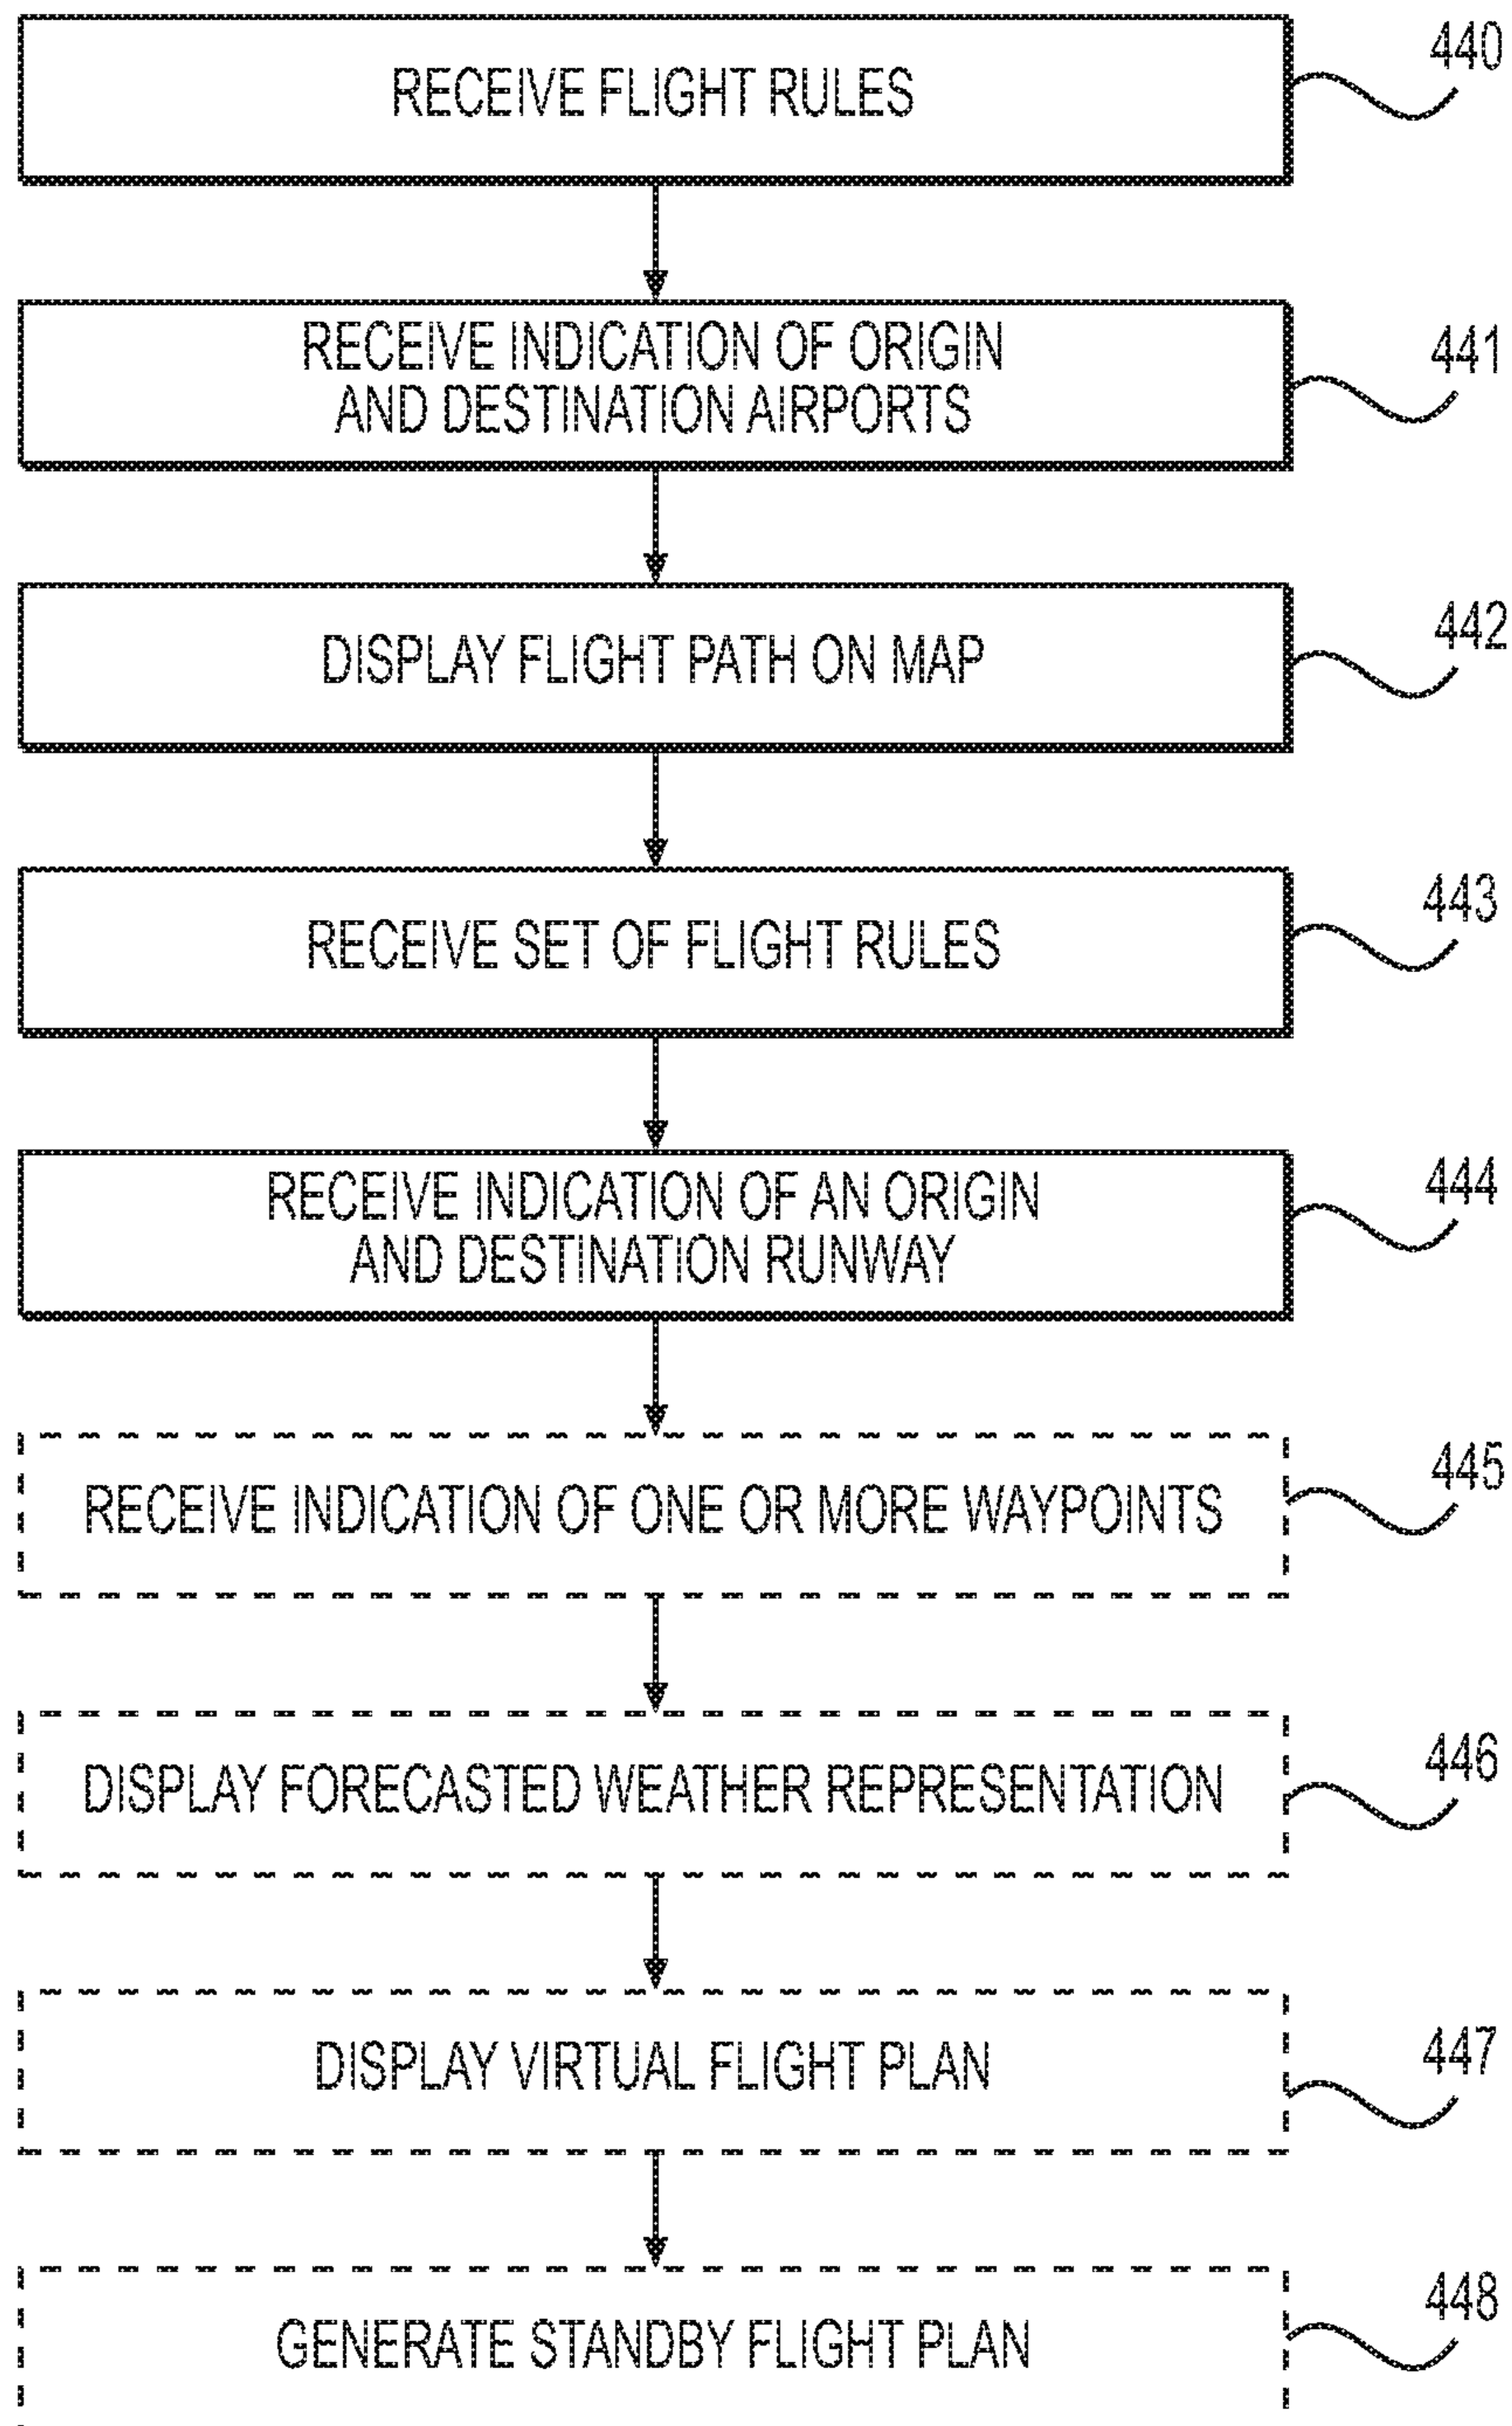 RECEIVE FLIGHT RULES
440
RECEIVE INDICATION OF ORIGIN
AND DESTINATION AIRPORTS
441
DISPLAY FLIGHT PATH ON MAP
442
RECEIVE SET OF FLIGHT RULES
443
RECEIVE INDICATION OF AN ORIGIN
AND DESTINATION RUNWAY
444
RECEIVE INDICATION OF ONE OR MORE WAYPOINTS
445
DISPLAY FORECASTED WEATHER REPRESENTATION
446
DISPLAY VIRTUAL FLIGHT PLAN
447
GENERATE STANDBY FLIGHT PLAN
448